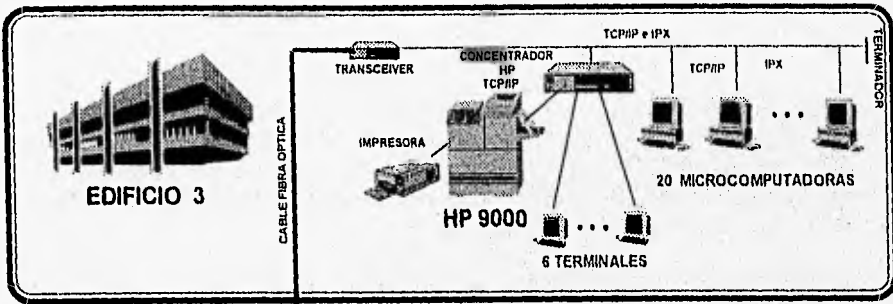 TCP/IP e IPX
TERMINADOR
TRANSCEIVER
CONCENTRADOR
HP
TCP/IP
TCP/IP
IPX
IMPRESORA
CABLE FIBRA OPTICA
EDIFICIO 3
HP 9000
20 MICROCOMPUTADORAS
6 TERMINALES